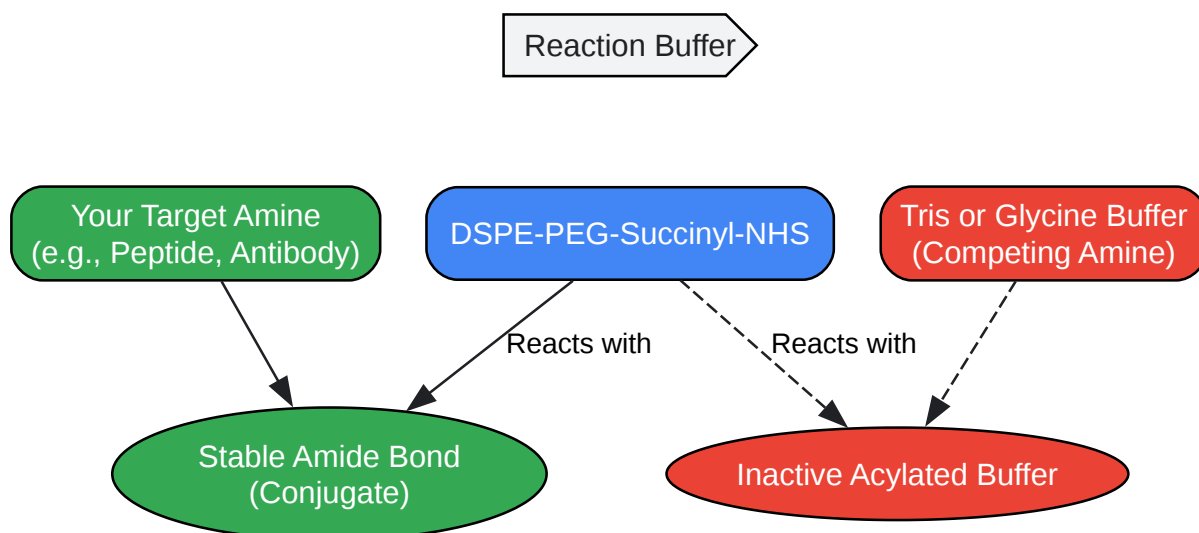 Reaction Buffer
Your Target Amine
(e.g., Peptide, Antibody)
DSPE-PEG-Succinyl-NHS
Tris or Glycine Buffer
(Competing Amine)
Reacts with
Reacts with
Stable Amide Bond
(Conjugate)
Inactive Acylated Buffer